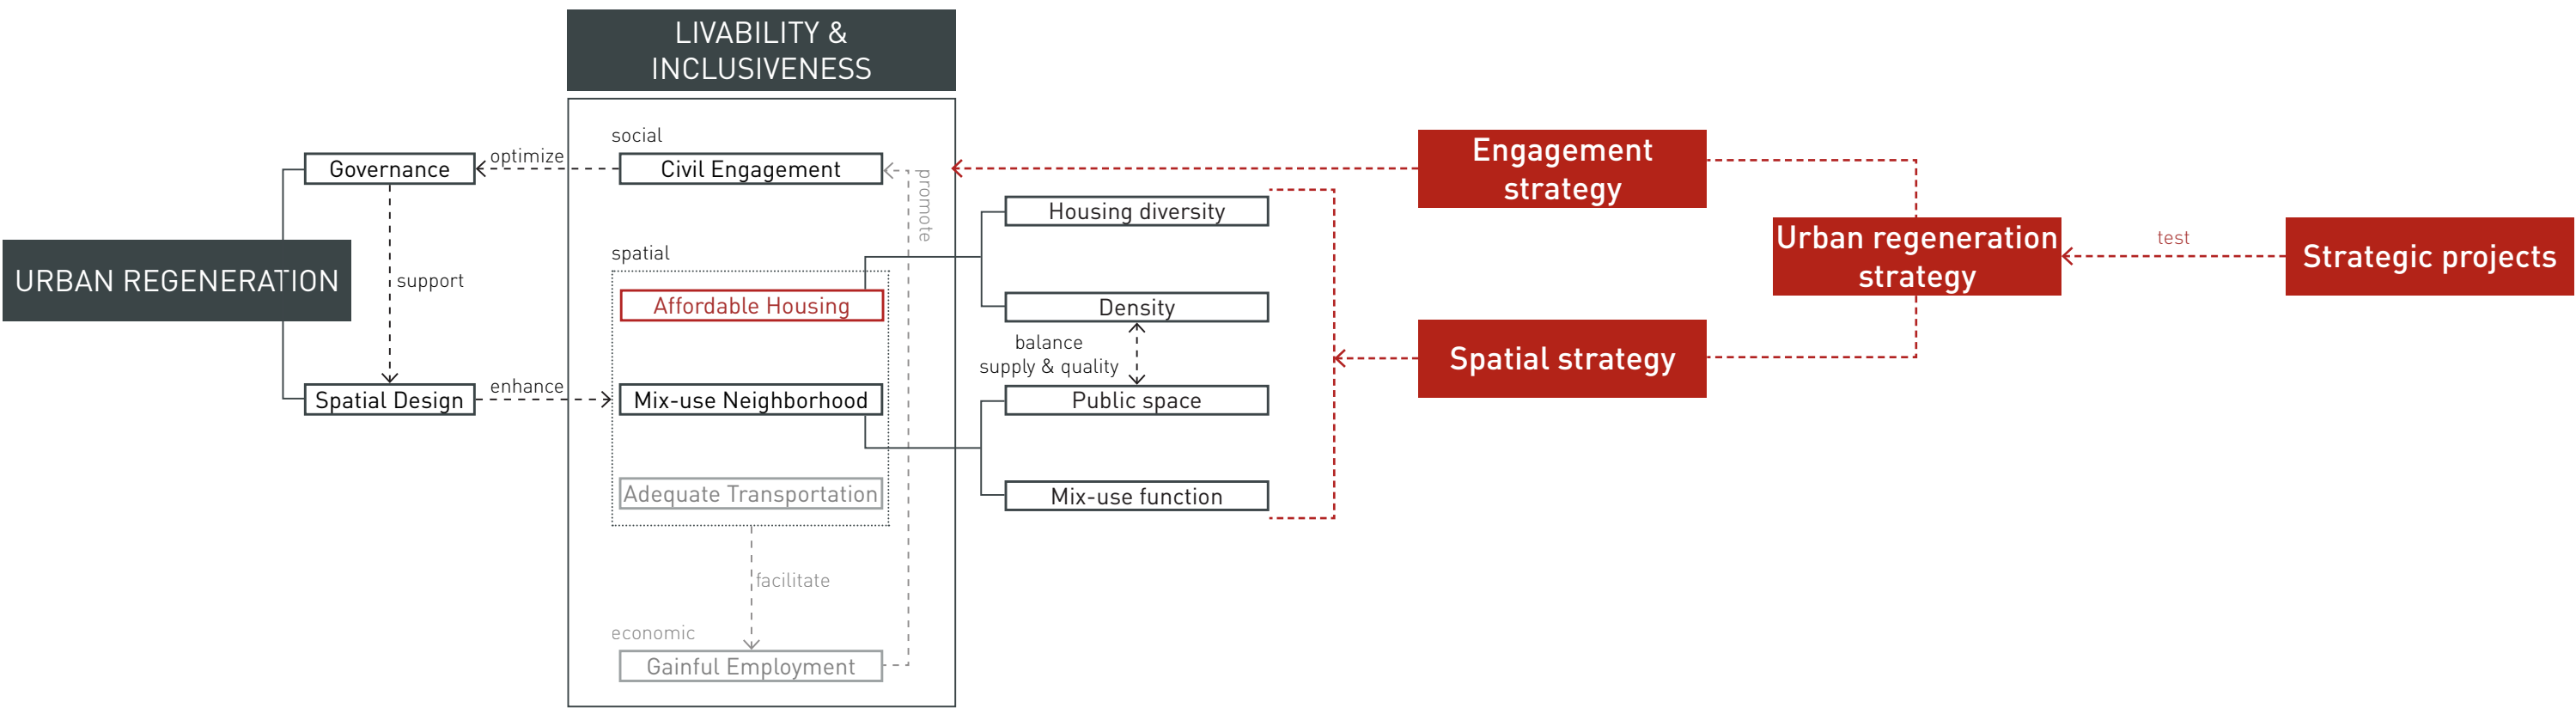 LIVABILITY &
INCLUSIVENESS
URBAN REGENERATION
Governance
optimize
support
Spatial Design
enhance
social
Civil Engagement
promote
spatial
Affordable Housing
Mix-use Neighborhood
Adequate Transportation
facilitate
economic
Gainful Employment
Housing diversity
Density
balance
supply & quality
Public space
Mix-use function
Engagement
strategy
Spatial strategy
Urban regeneration
strategy
test
Strategic projects